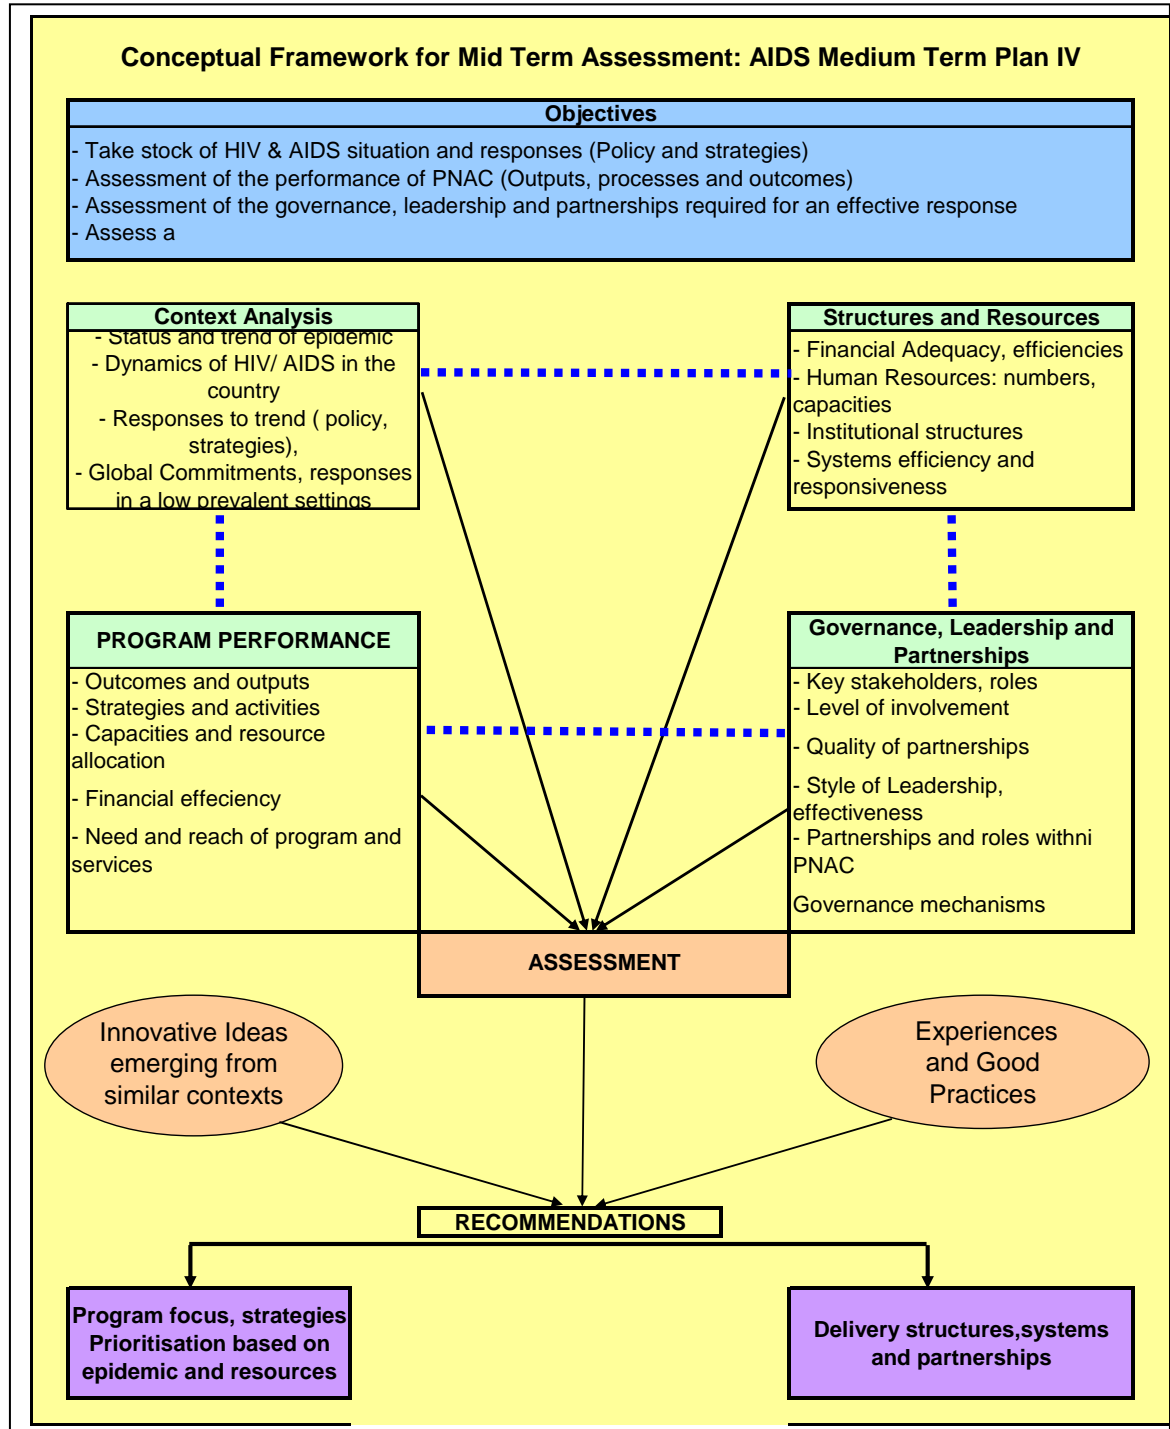 Conceptual Framework for Mid Term Assessment: AIDS Medium Term Plan IV
Objectives
- Take stock of HIV & AIDS situation and responses (Policy and strategies)
- Assessment of the performance of PNAC (Outputs, processes and outcomes)
- Assessment of the governance, leadership and partnerships required for an effective response
- Assess a
Context Analysis
- Status and trend of epidemic
- Dynamics of HIV/ AIDS in the
country
- Responses to trend ( policy,
strategies),
- Global Commitments, responses
in a low prevalent settings
Structures and Resources
- Financial Adequacy, efficiencies
- Human Resources: numbers,
capacities
- Institutional structures
- Systems efficiency and
responsiveness
PROGRAM PERFORMANCE
- Outcomes and outputs
- Strategies and activities
- Capacities and resource
allocation
- Financial effeciency
- Need and reach of program and
services
Governance, Leadership and
Partnerships
- Key stakeholders, roles
- Level of involvement
- Quality of partnerships
- Style of Leadership,
effectiveness
- Partnerships and roles withni
PNAC
Governance mechanisms
ASSESSMENT
Innovative Ideas
emerging from
similar contexts
Experiences
and Good
Practices
RECOMMENDATIONS
Program focus, strategies
Prioritisation based on
epidemic and resources
Delivery structures,systems
and partnerships